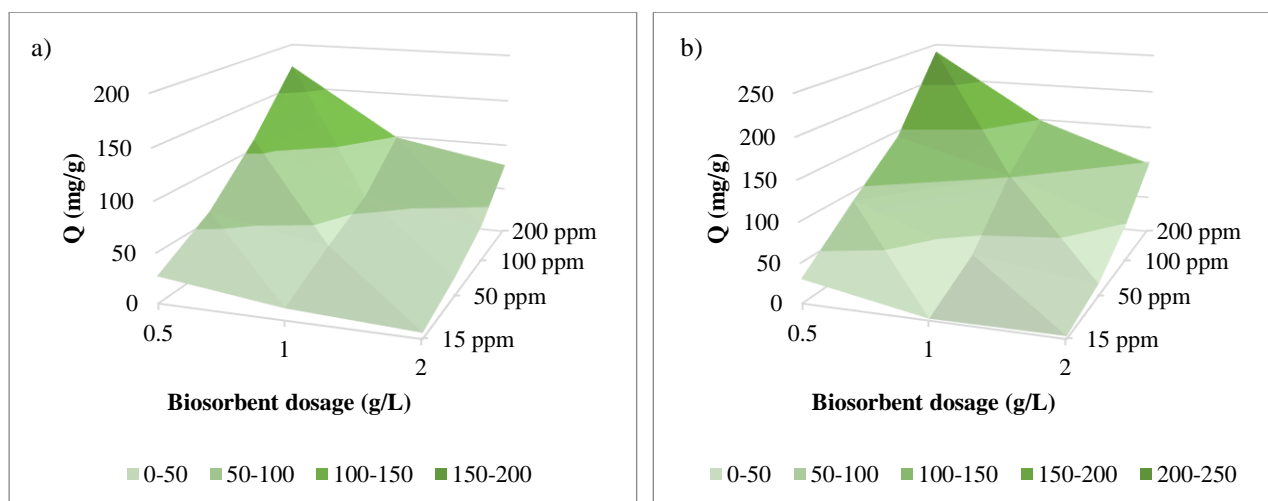 a)
200
150
100
50
0
Q (mg/g)
0.5
1
2
200 ppm
100 ppm
50 ppm
15 ppm
Biosorbent dosage (g/L)
0-50 50-100 100-150 150-200
b)
250
200
150
100
50
0
Q (mg/g)
0.5
1
2
200 ppm
100 ppm
50 ppm
15 ppm
Biosorbent dosage (g/L)
0-50 50-100 100-150 150-200 200-250